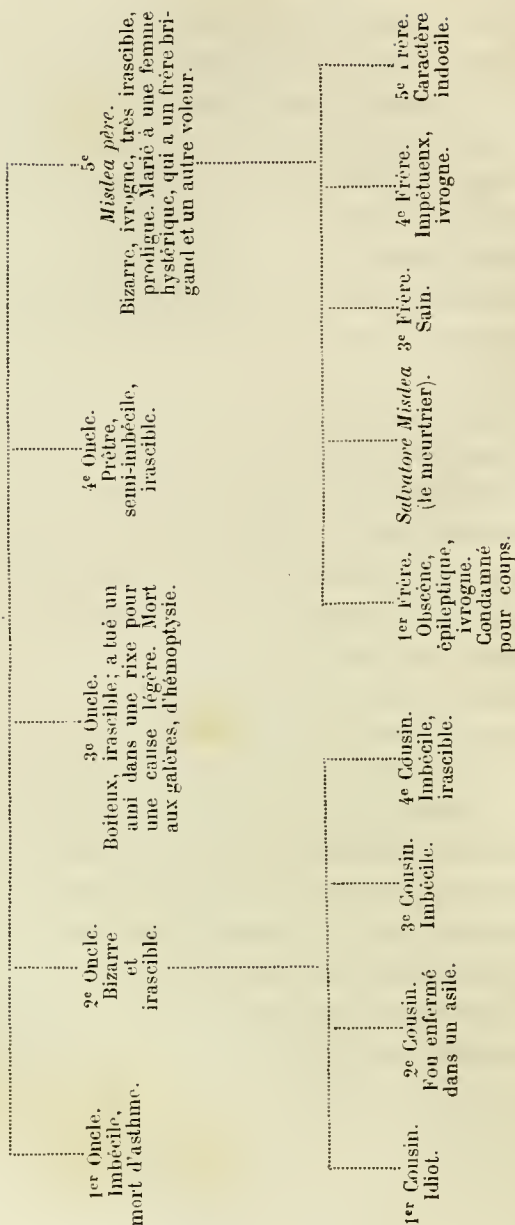 1er Oncle.
Imbécile,
mort d'asthme.
2e Oncle.
Bizarre
et
irascible.
3e Oncle.
Boiteux, irascible; a tué un
ami dans une rixe pour
une cause légère. Mort
aux galères, d'hémoptysie.
4e Oncle.
Prêtre,
semi-imbécile,
irascible.
5e
Misdea père.
Bizarre, ivrogne, très irascible,
prodigue. Marié à une femme
hystérique, qui a un frère bri-
gand et un autre voleur.
1er Cousin.
Idiot.
2e Cousin.
Fou enfermé
dans un asile.
3e Cousin.
Imbécile.
4e Cousin.
Imbécile,
irascible.
1er Frère.
Obscène,
épileptique,
ivrogne.
Condamné
pour coups.
Salvatore Misdea
(le meurtrier).
3e Frère.
Sain.
4e Frère.
Impétueux,
ivrogne.
5e Frère.
Caractère
indocile.